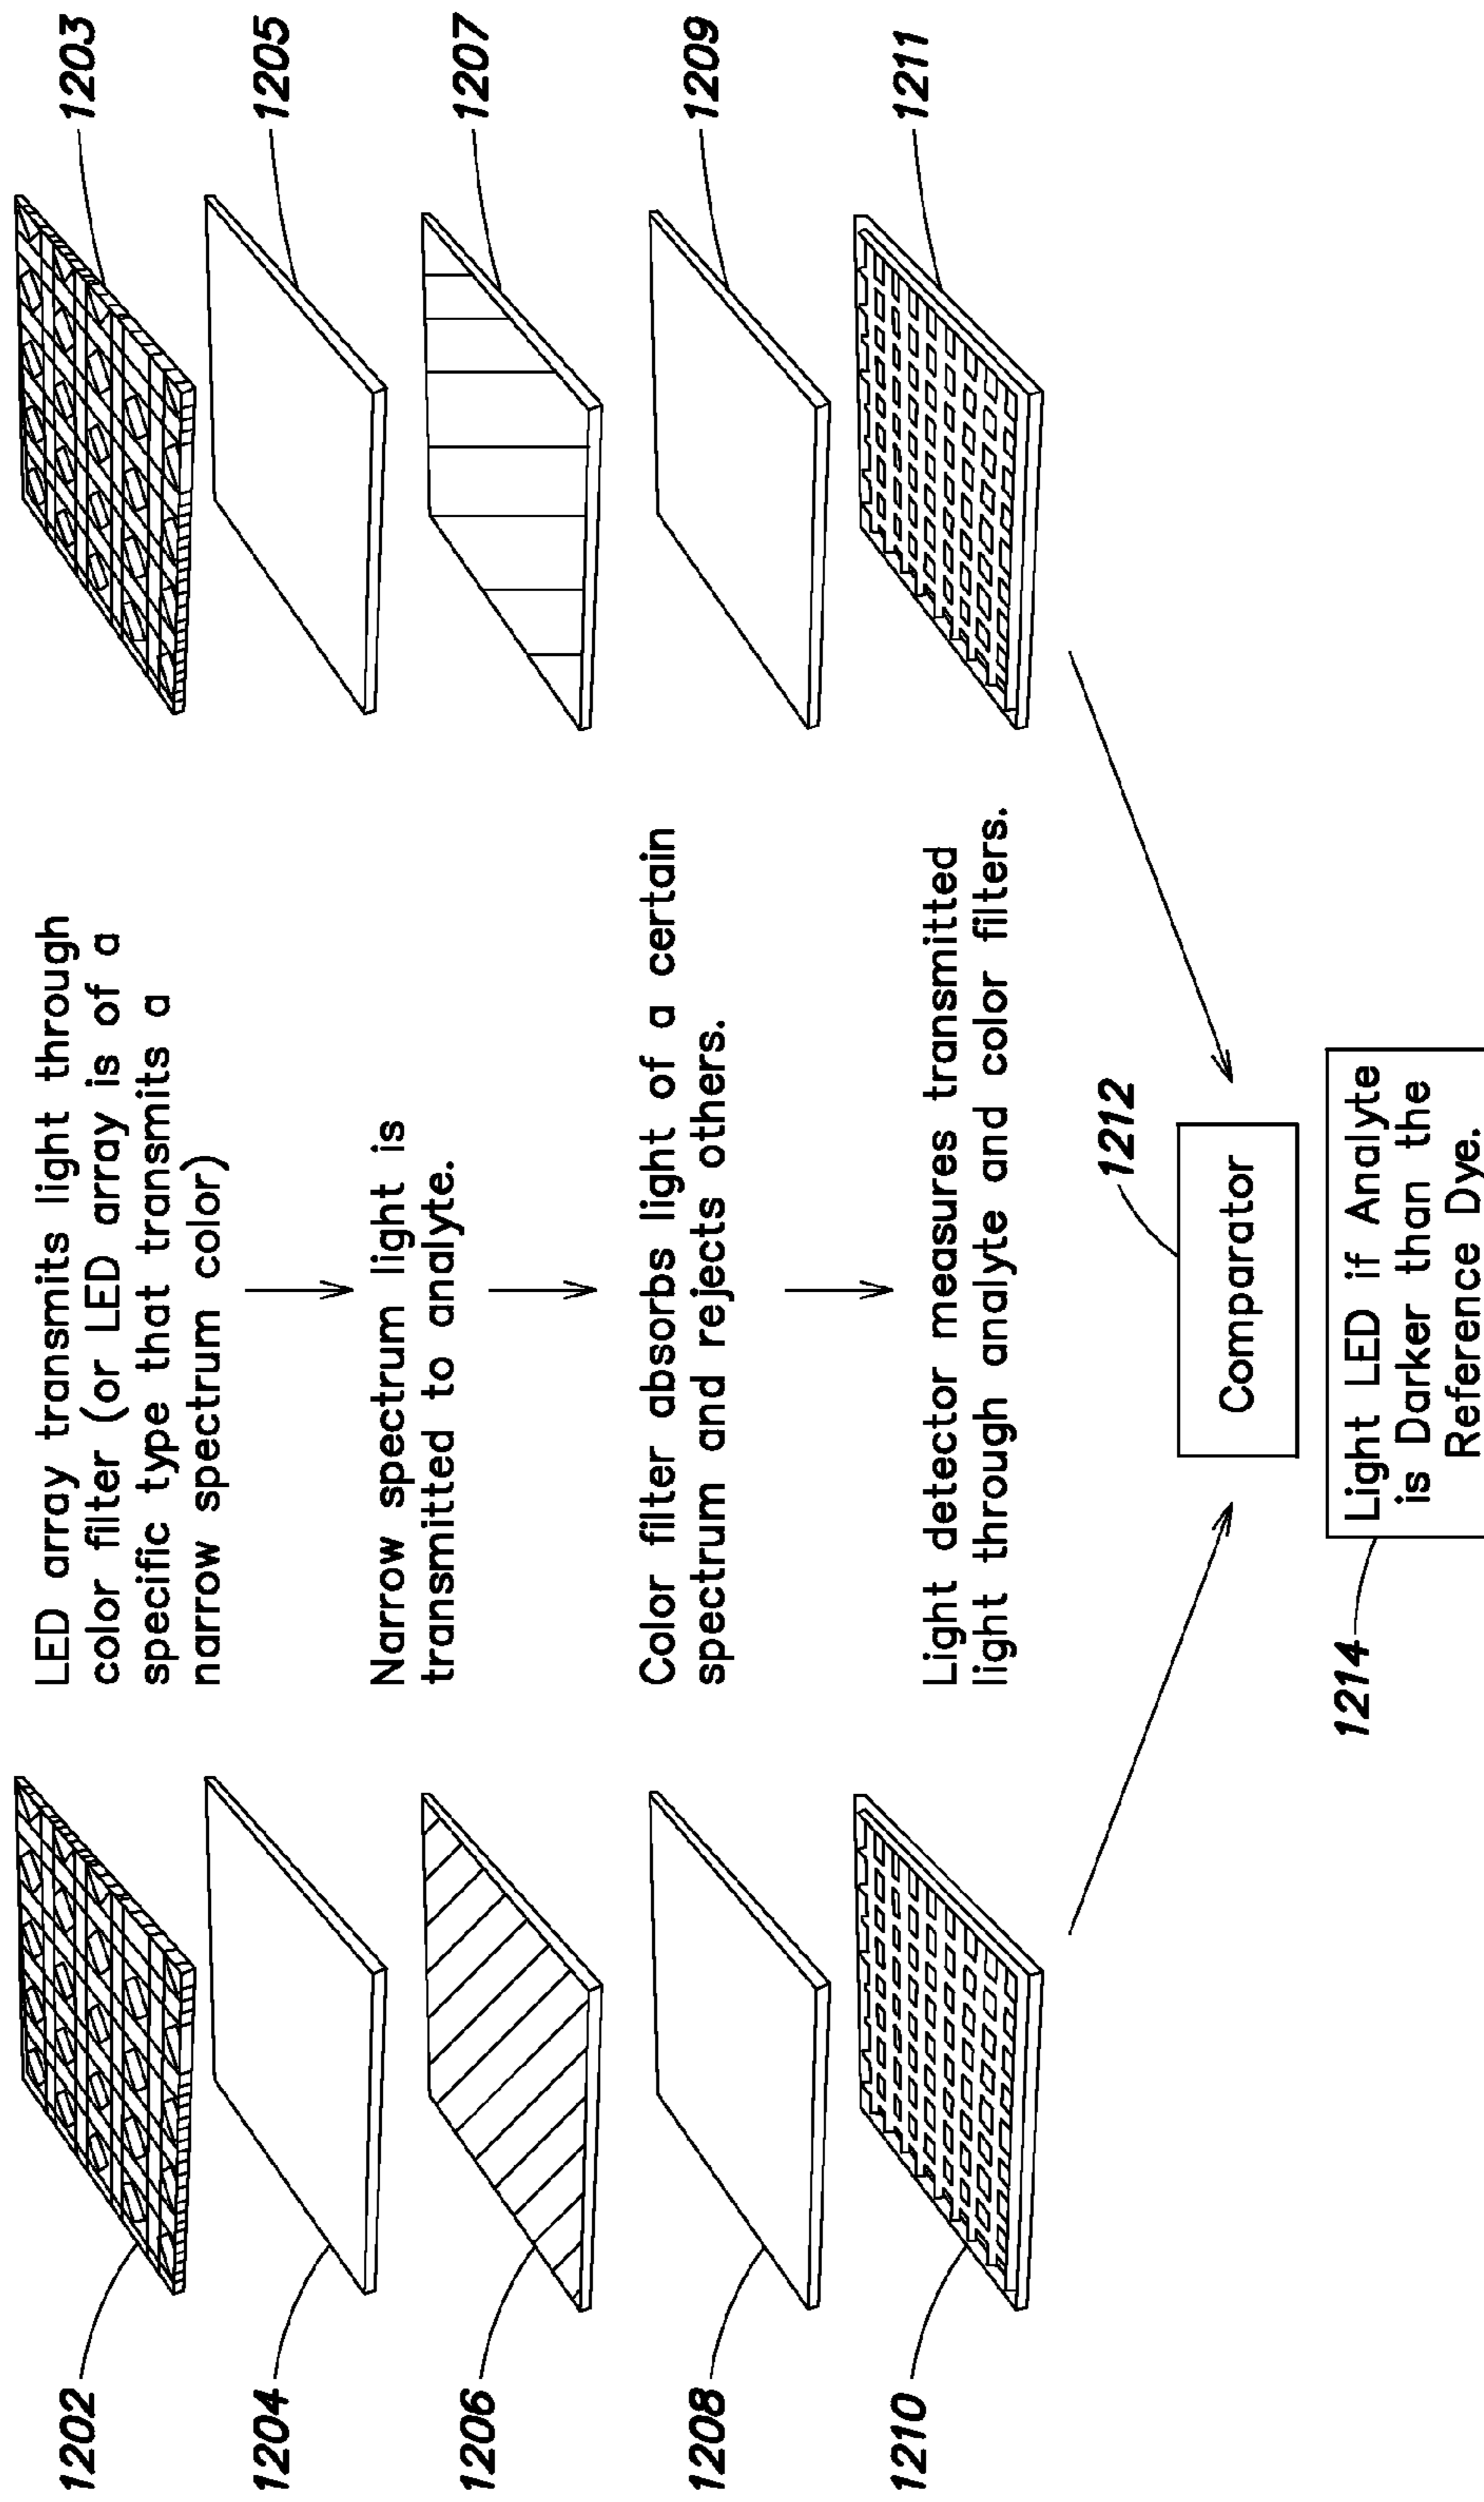 1202
1203
LED array transmits light through
color filter (or LED array is of a
specific type that transmits a
narrow spectrum color)
1204
1205
Narrow spectrum light is
transmitted to analyte.
1206
1207
Color filter absorbs light of a certain
spectrum and rejects others.
1208
1209
Light detector measures transmitted
light through analyte and color filters.
1210
1211
1212
Comparator
1214
Light LED if Analyte
is Darker than the
Reference Dye.